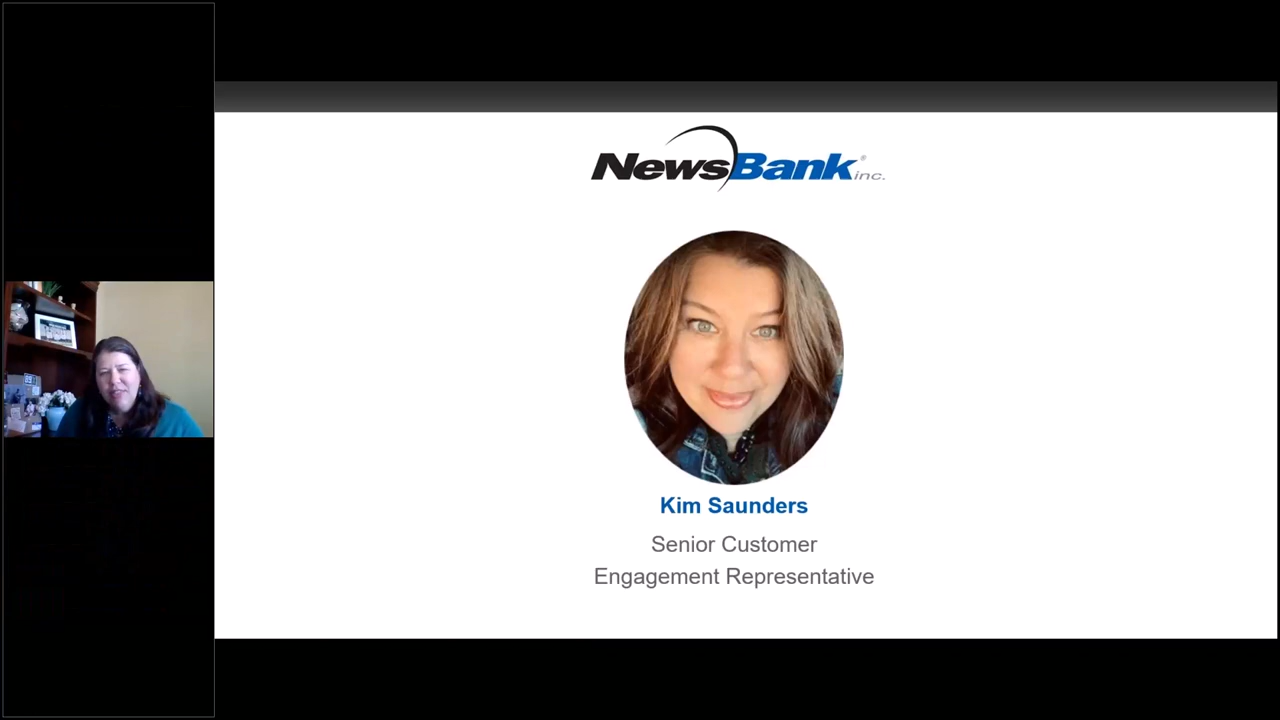 NewsBank® inc.
Kim Saunders
Senior Customer
Engagement Representative